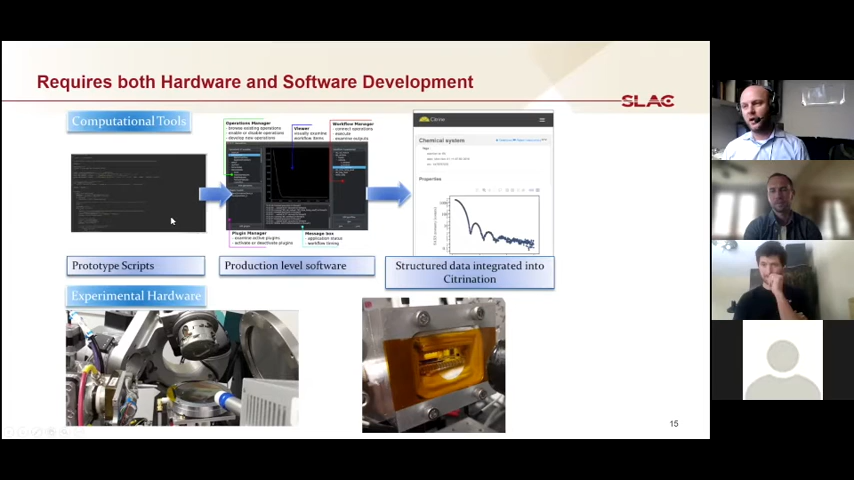 Requires both Hardware and Software Development
SLAC
Computational Tools
Operations Manager
- browse existing operations
- enable or disable operations
- develop new operations
Viewer
- visually examine
workflow items
Workflow Manager
- connect operations
- execute
- examine outputs
Plugin Manager
- examine active plugins
- activate or deactivate plugins
Message box
- application status
- workflow timing
Citrine
Chemical system
Properties
Prototype Scripts
Production level software
Structured data integrated into
Citrination
Experimental Hardware
15